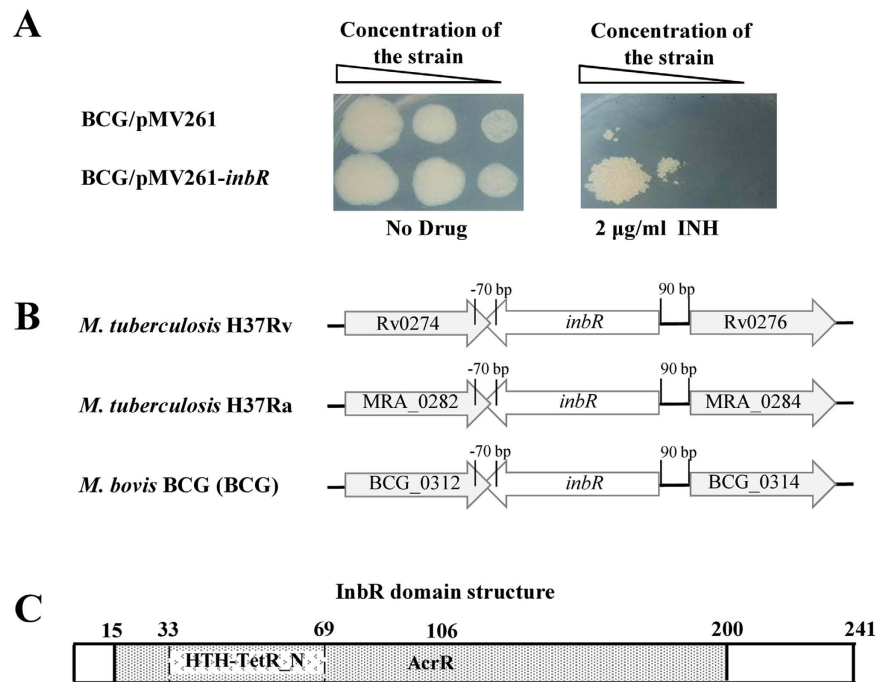 A
Concentration of
the strain
Concentration of
the strain
BCG/pMV261
BCG/pMV261-inbR
No Drug
2 μg/ml INH
B
M. tuberculosis H37Rv
Rv0274
-70 bp
inbR
90 bp
Rv0276
M. tuberculosis H37Ra
MRA_0282
-70 bp
inbR
90 bp
MRA_0284
M. bovis BCG (BCG)
BCG_0312
-70 bp
inbR
90 bp
BCG_0314
C
InbR domain structure
15 33 69 106 200 241
HTH-TetR_N
AcrR